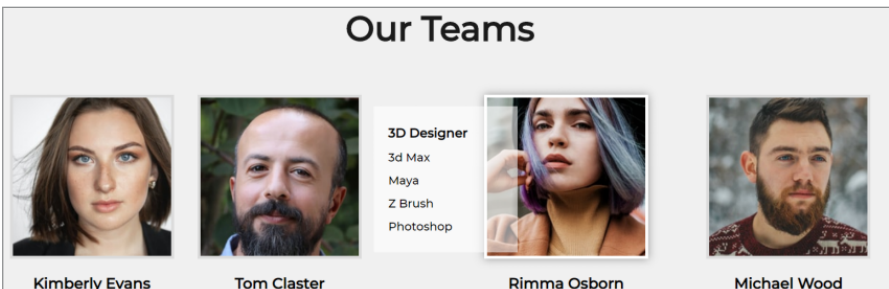 Our Teams
3D Designer
3d Max
Maya
Z Brush
Photoshop
Kimberly Evans
Tom Claster
Rimma Osborn
Michael Wood